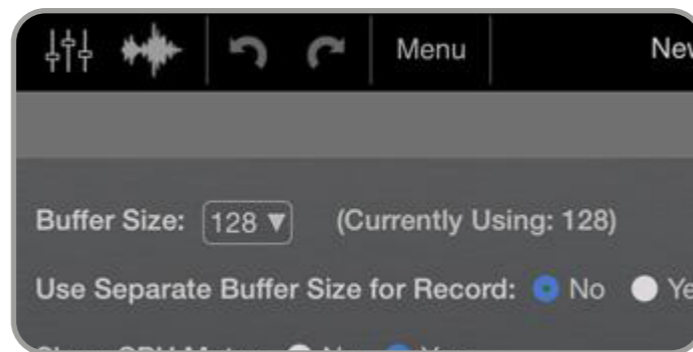 Menu
Buffer Size: 128 ▼ (Currently Using: 128)
Use Separate Buffer Size for Record: No